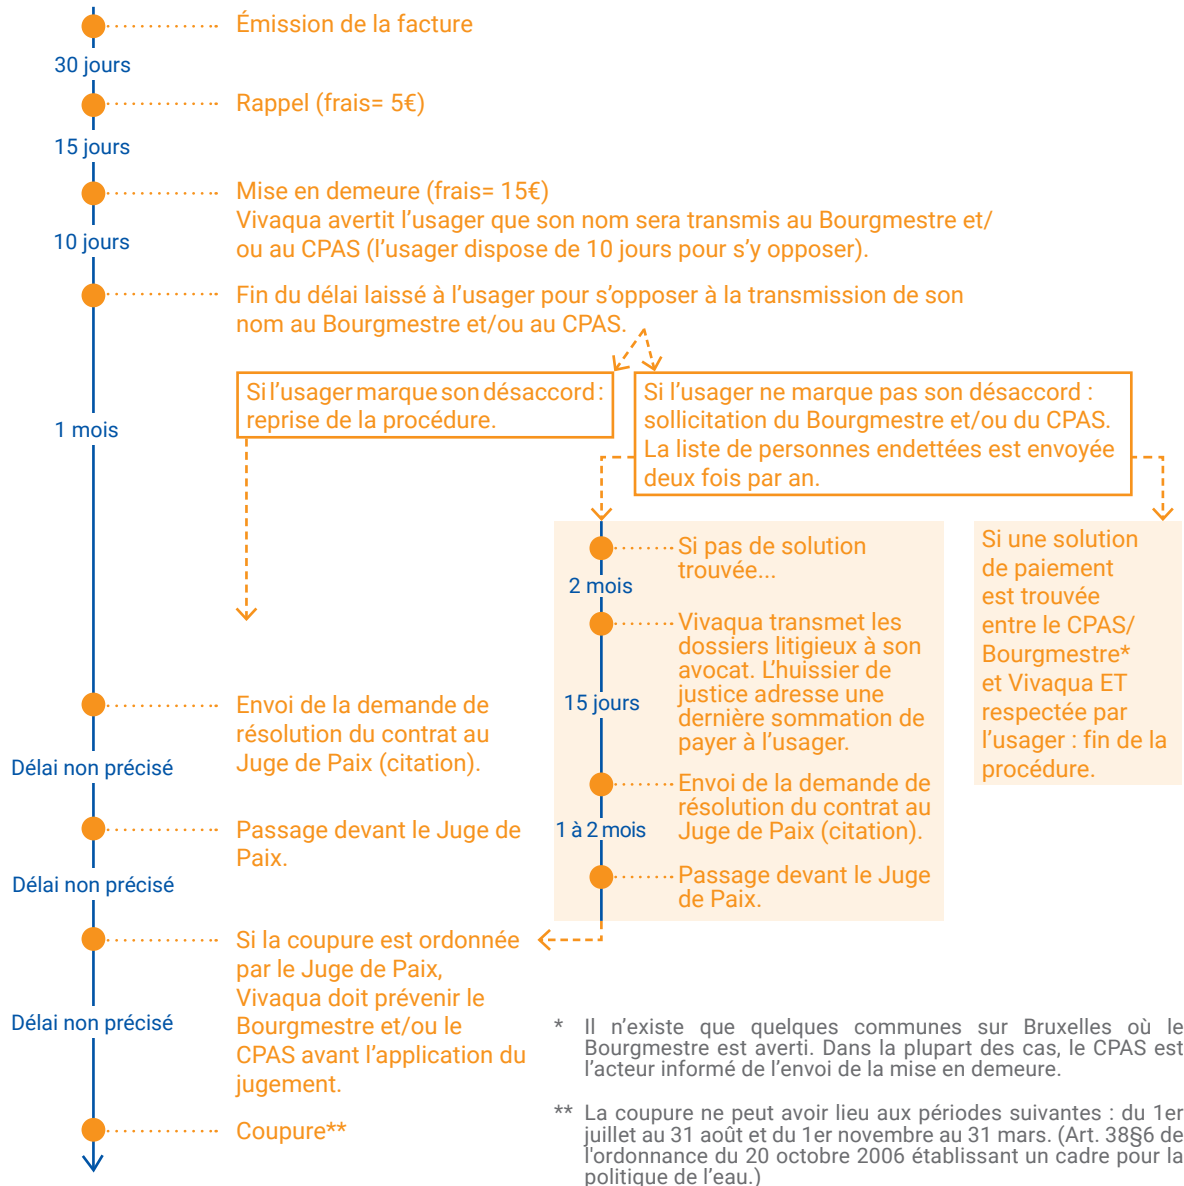 Émission de la facture
30 jours
Rappel (frais= 5€)
15 jours
Mise en demeure (frais= 15€)
Vivaqua avertit l’usager que son nom sera transmis au Bourgmestre et/
ou au CPAS (l’usager dispose de 10 jours pour s’y opposer).
10 jours
Fin du délai laissé à l’usager pour s’opposer à la transmission de son
nom au Bourgmestre et/ou au CPAS.
1 mois
Si l’usager marque son désaccord :
reprise de la procédure.
Si l’usager ne marque pas son désaccord :
sollicitation du Bourgmestre et/ou du CPAS.
La liste de personnes endettées est envoyée
deux fois par an.
Si pas de solution
trouvée...
2 mois
Vivaqua transmet les
dossiers litigieux à son
avocat. L’huissier de
justice adresse une
dernière sommation de
payer à l’usager.
15 jours
Envoi de la demande de
résolution du contrat au
Juge de Paix (citation).
1 à 2 mois
Passage devant le Juge
de Paix.
Si une solution
de paiement
est trouvée
entre le CPAS/
Bourgmestre*
et Vivaqua ET
respectée par
l’usager : fin de la
procédure.
Envoi de la demande de
résolution du contrat au
Juge de Paix (citation).
Délai non précisé
Passage devant le Juge de
Paix.
Délai non précisé
Si la coupure est ordonnée
par le Juge de Paix,
Vivaqua doit prévenir le
Bourgmestre et/ou le
CPAS avant l’application du
jugement.
Délai non précisé
Coupure**
* Il n’existe que quelques communes sur Bruxelles où le
Bourgmestre est averti. Dans la plupart des cas, le CPAS est
l’acteur informé de l’envoi de la mise en demeure.
** La coupure ne peut avoir lieu aux périodes suivantes : du 1er
juillet au 31 août et du 1er novembre au 31 mars. (Art. 38§6 de
l'ordonnance du 20 octobre 2006 établissant un cadre pour la
politique de l’eau.)